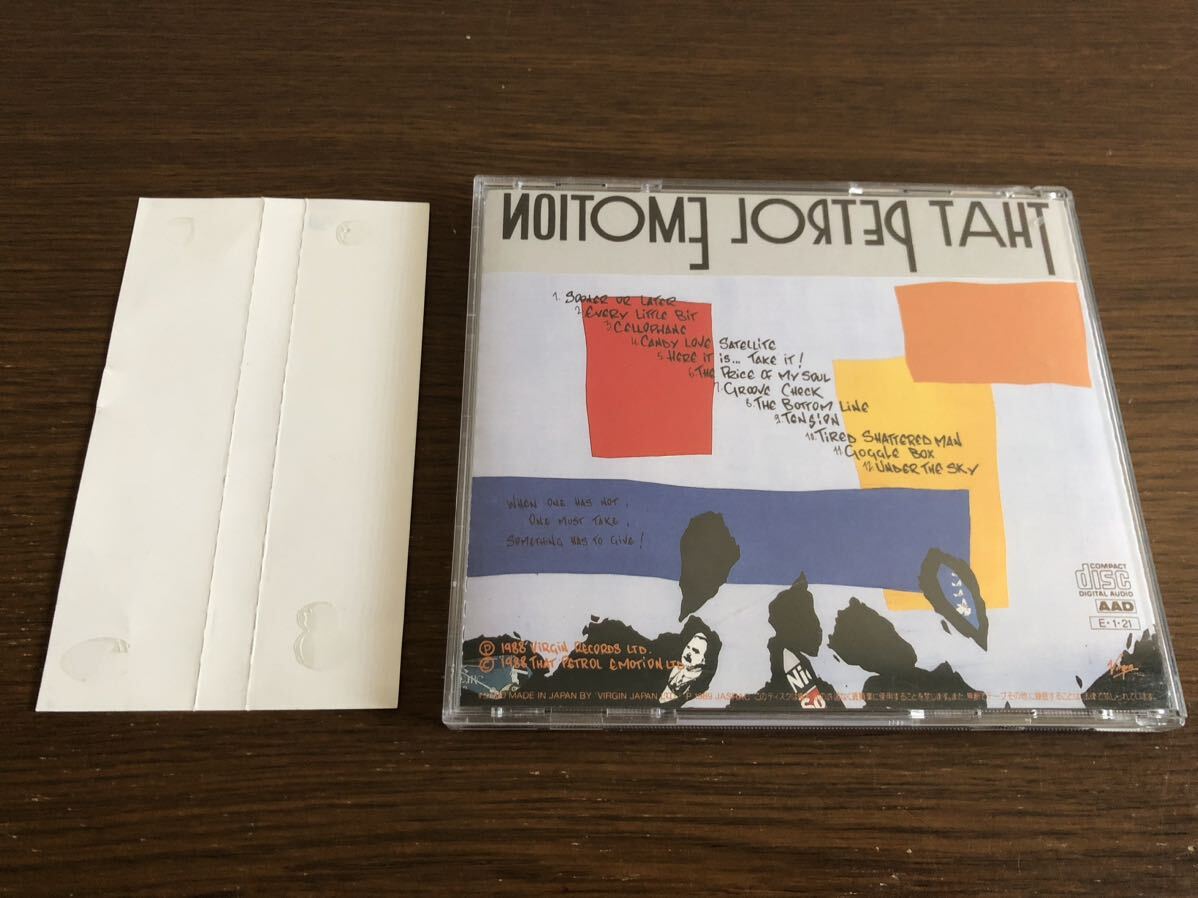 THAT PETROL EMOTION
1. SOONER OR LATER
2. EVERY LITTLE BIT
3. CELLOPHANE
4. CANDY LOVE SATELLITE
5. HERE IT IS... TAKE IT!
6. THE PRICE OF MY SOUL
7. GROOVE CHECK
8. THE BOTTOM LINE
9. TENSION
10. TIRED SHATTERED MAN
11. GOGGLE BOX
12. UNDER THE SKY
WHEN ONE HAS NOT,
ONE MUST TAKE,
SOMETHING HAS TO GIVE!
COMPACT
disc
DIGITAL AUDIO
AAD
E・1・21
℗ 1988 VIRGIN RECORDS LTD.
© 1988 THAT PETROL EMOTION LTD.
Virgin
Nil
MADE IN JAPAN BY VIRGIN JAPAN